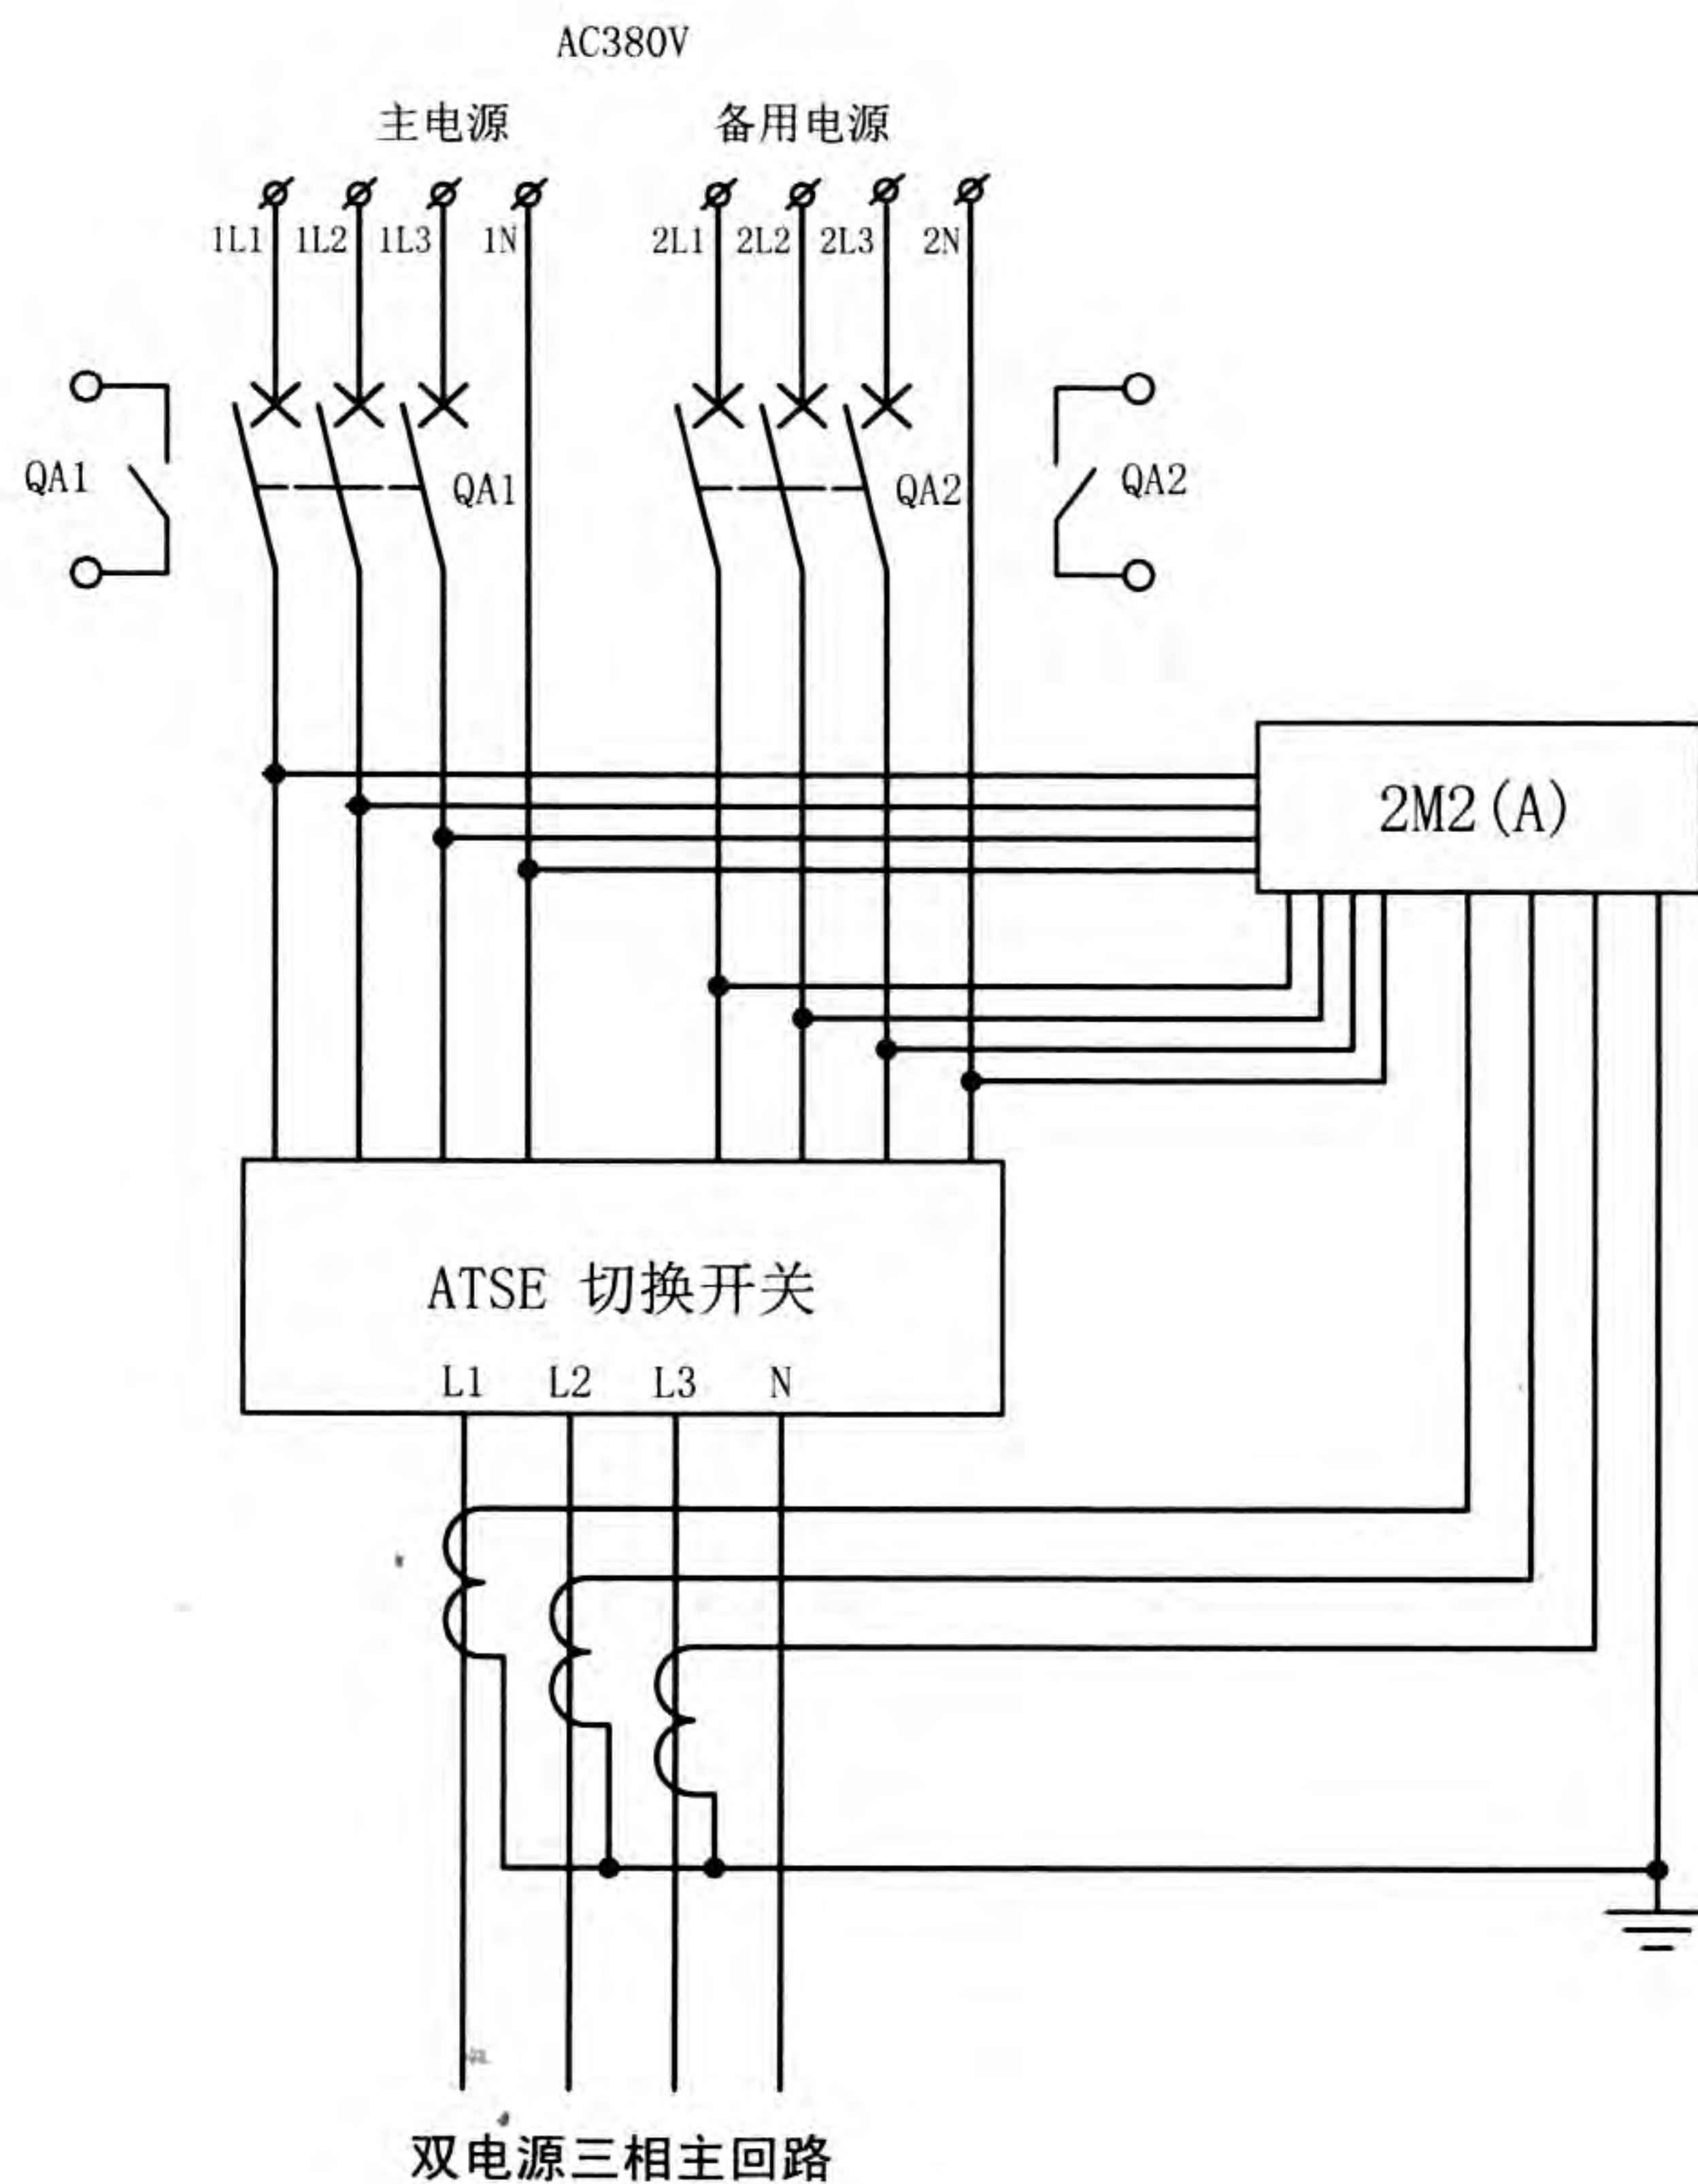 AC380V
主电源 备用电源
1L1 1L2 1L3 1N 2L1 2L2 2L3 2N
QA1 QA1 QA2 QA2
2M2(A)
ATSE 切换开关
L1 L2 L3 N
双电源三相主回路